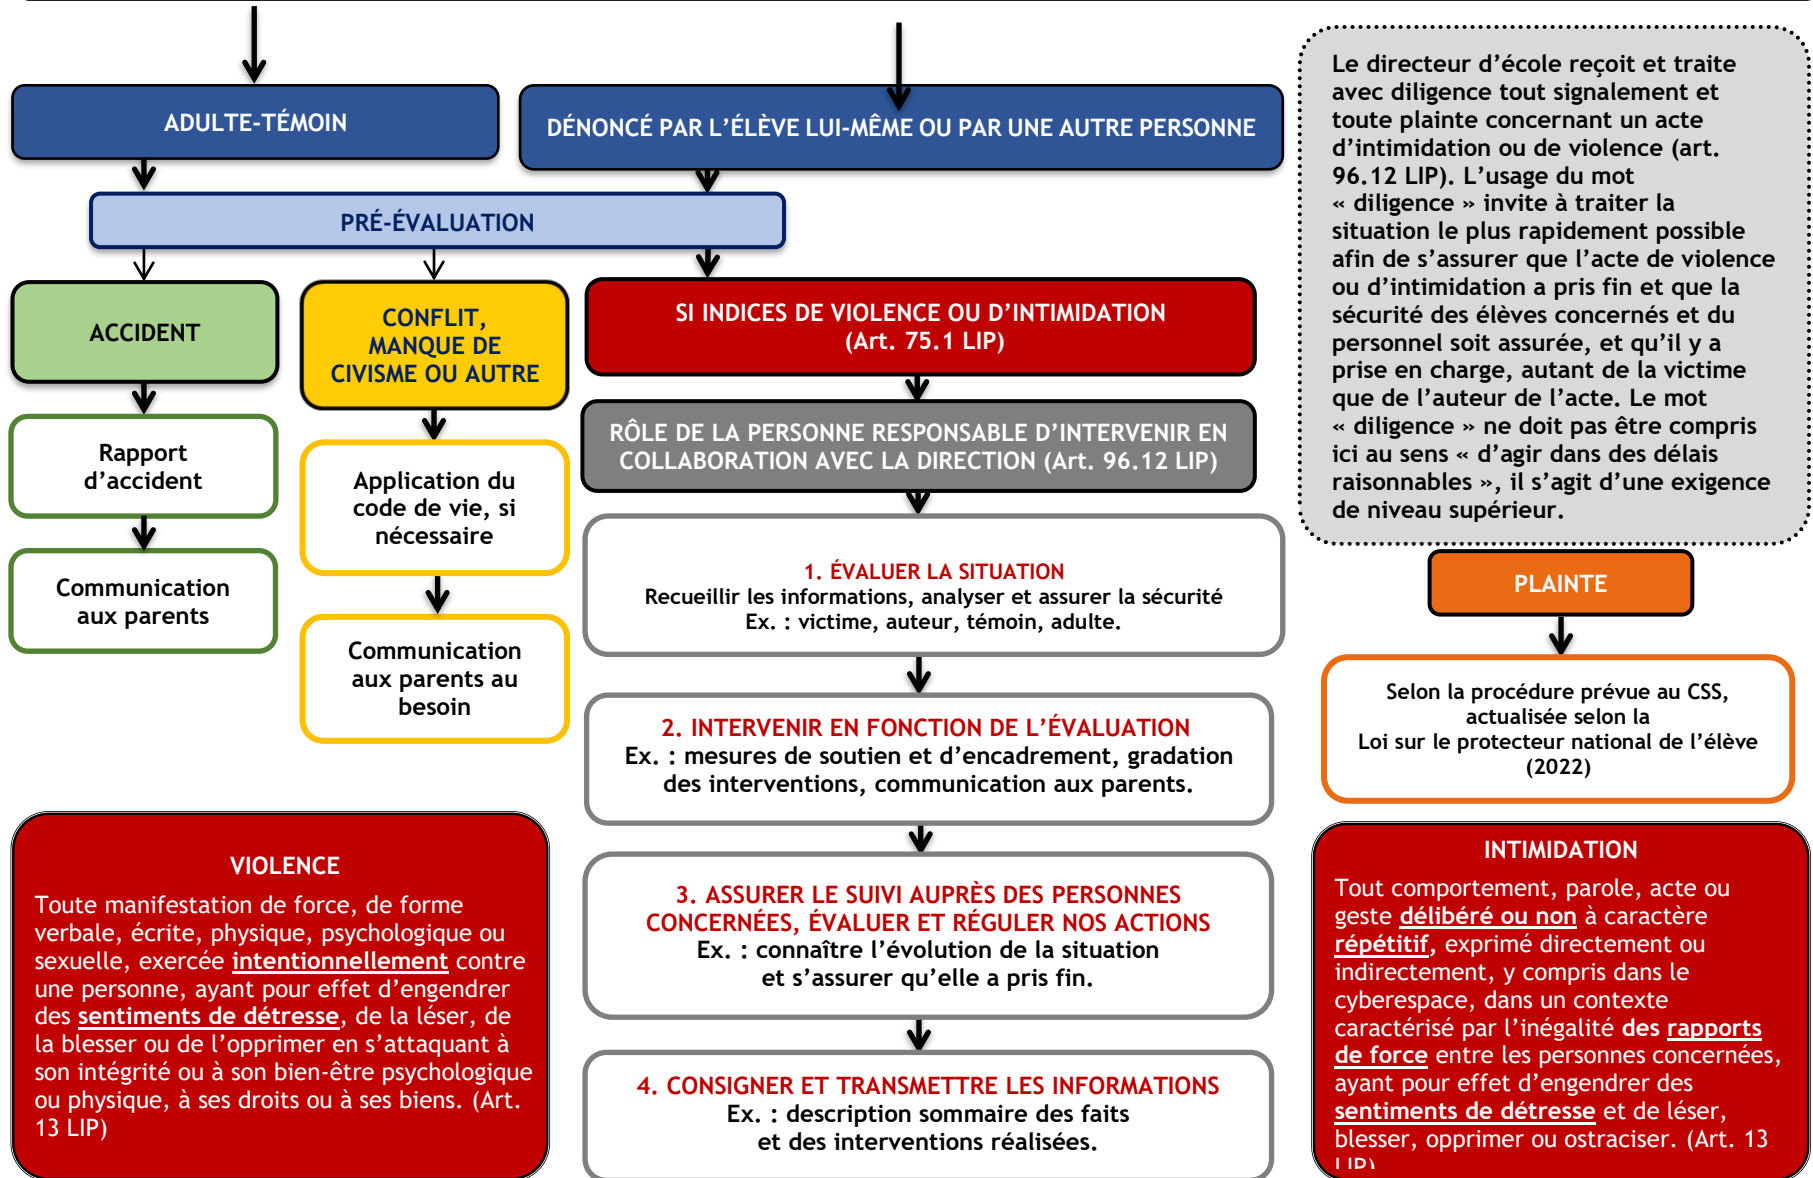 ADULTE-TÉMOIN
DÉNONCÉ PAR L’ÉLÈVE LUI-MÊME OU PAR UNE AUTRE PERSONNE
PRÉ-ÉVALUATION
ACCIDENT
Rapport
d’accident
Communication
aux parents
CONFLIT,
MANQUE DE
CIVISME OU AUTRE
Application du
code de vie, si
nécessaire
Communication
aux parents au
besoin
SI INDICES DE VIOLENCE OU D’INTIMIDATION
(Art. 75.1 LIP)
RÔLE DE LA PERSONNE RESPONSABLE D’INTERVENIR EN
COLLABORATION AVEC LA DIRECTION (Art. 96.12 LIP)
1. ÉVALUER LA SITUATION
Recueillir les informations, analyser et assurer la sécurité
Ex. : victime, auteur, témoin, adulte.
2. INTERVENIR EN FONCTION DE L’ÉVALUATION
Ex. : mesures de soutien et d’encadrement, gradation
des interventions, communication aux parents.
3. ASSURER LE SUIVI AUPRÈS DES PERSONNES
CONCERNÉES, ÉVALUER ET RÉGULER NOS ACTIONS
Ex. : connaître l’évolution de la situation
et s’assurer qu’elle a pris fin.
4. CONSIGNER ET TRANSMETTRE LES INFORMATIONS
Ex. : description sommaire des faits
et des interventions réalisées.
Le directeur d’école reçoit et traite
avec diligence tout signalement et
toute plainte concernant un acte
d’intimidation ou de violence (art.
96.12 LIP). L’usage du mot
« diligence » invite à traiter la
situation le plus rapidement possible
afin de s’assurer que l’acte de violence
ou d’intimidation a pris fin et que la
sécurité des élèves concernés et du
personnel soit assurée, et qu’il y a
prise en charge, autant de la victime
que de l’auteur de l’acte. Le mot
« diligence » ne doit pas être compris
ici au sens « d’agir dans des délais
raisonnables », il s’agit d’une exigence
de niveau supérieur.
PLAINTE
Selon la procédure prévue au CSS,
actualisée selon la
Loi sur le protecteur national de l’élève
(2022)
VIOLENCE
Toute manifestation de force, de forme
verbale, écrite, physique, psychologique ou
sexuelle, exercée intentionnellement contre
une personne, ayant pour effet d’engendrer
des sentiments de détresse, de la léser, de
la blesser ou de l’opprimer en s’attaquant à
son intégrité ou à son bien-être psychologique
ou physique, à ses droits ou à ses biens. (Art.
13 LIP)
INTIMIDATION
Tout comportement, parole, acte ou
geste délibéré ou non à caractère
répétitif, exprimé directement ou
indirectement, y compris dans le
cyberespace, dans un contexte
caractérisé par l’inégalité des rapports
de force entre les personnes concernées,
ayant pour effet d’engendrer des
sentiments de détresse et de léser,
blesser, opprimer ou ostraciser. (Art. 13
LIP)